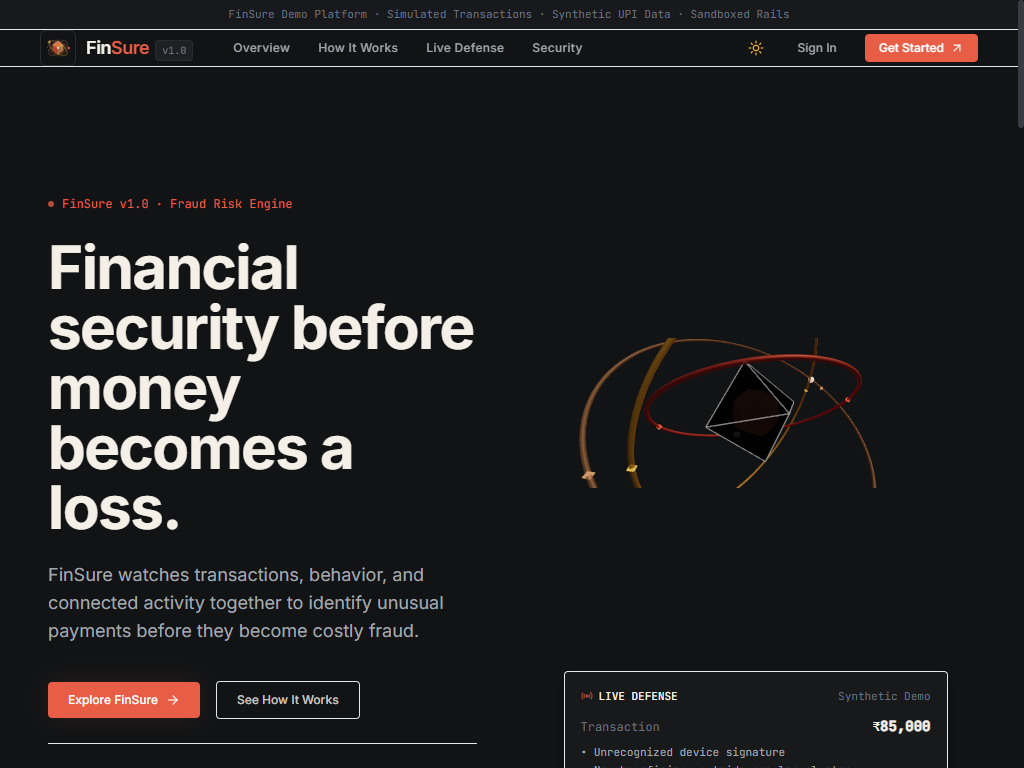 FinSure Demo Platform · Simulated Transactions · Synthetic UPI Data · Sandboxed Rails
FinSure v1.0 Overview How It Works Live Defense Security Sign In Get Started
FinSure v1.0 · Fraud Risk Engine
Financial
security before
money
becomes a
loss.
FinSure watches transactions, behavior, and
connected activity together to identify unusual
payments before they become costly fraud.
Explore FinSure → See How It Works
LIVE DEFENSE Synthetic Demo
Transaction ₹85,000
• Unrecognized device signature